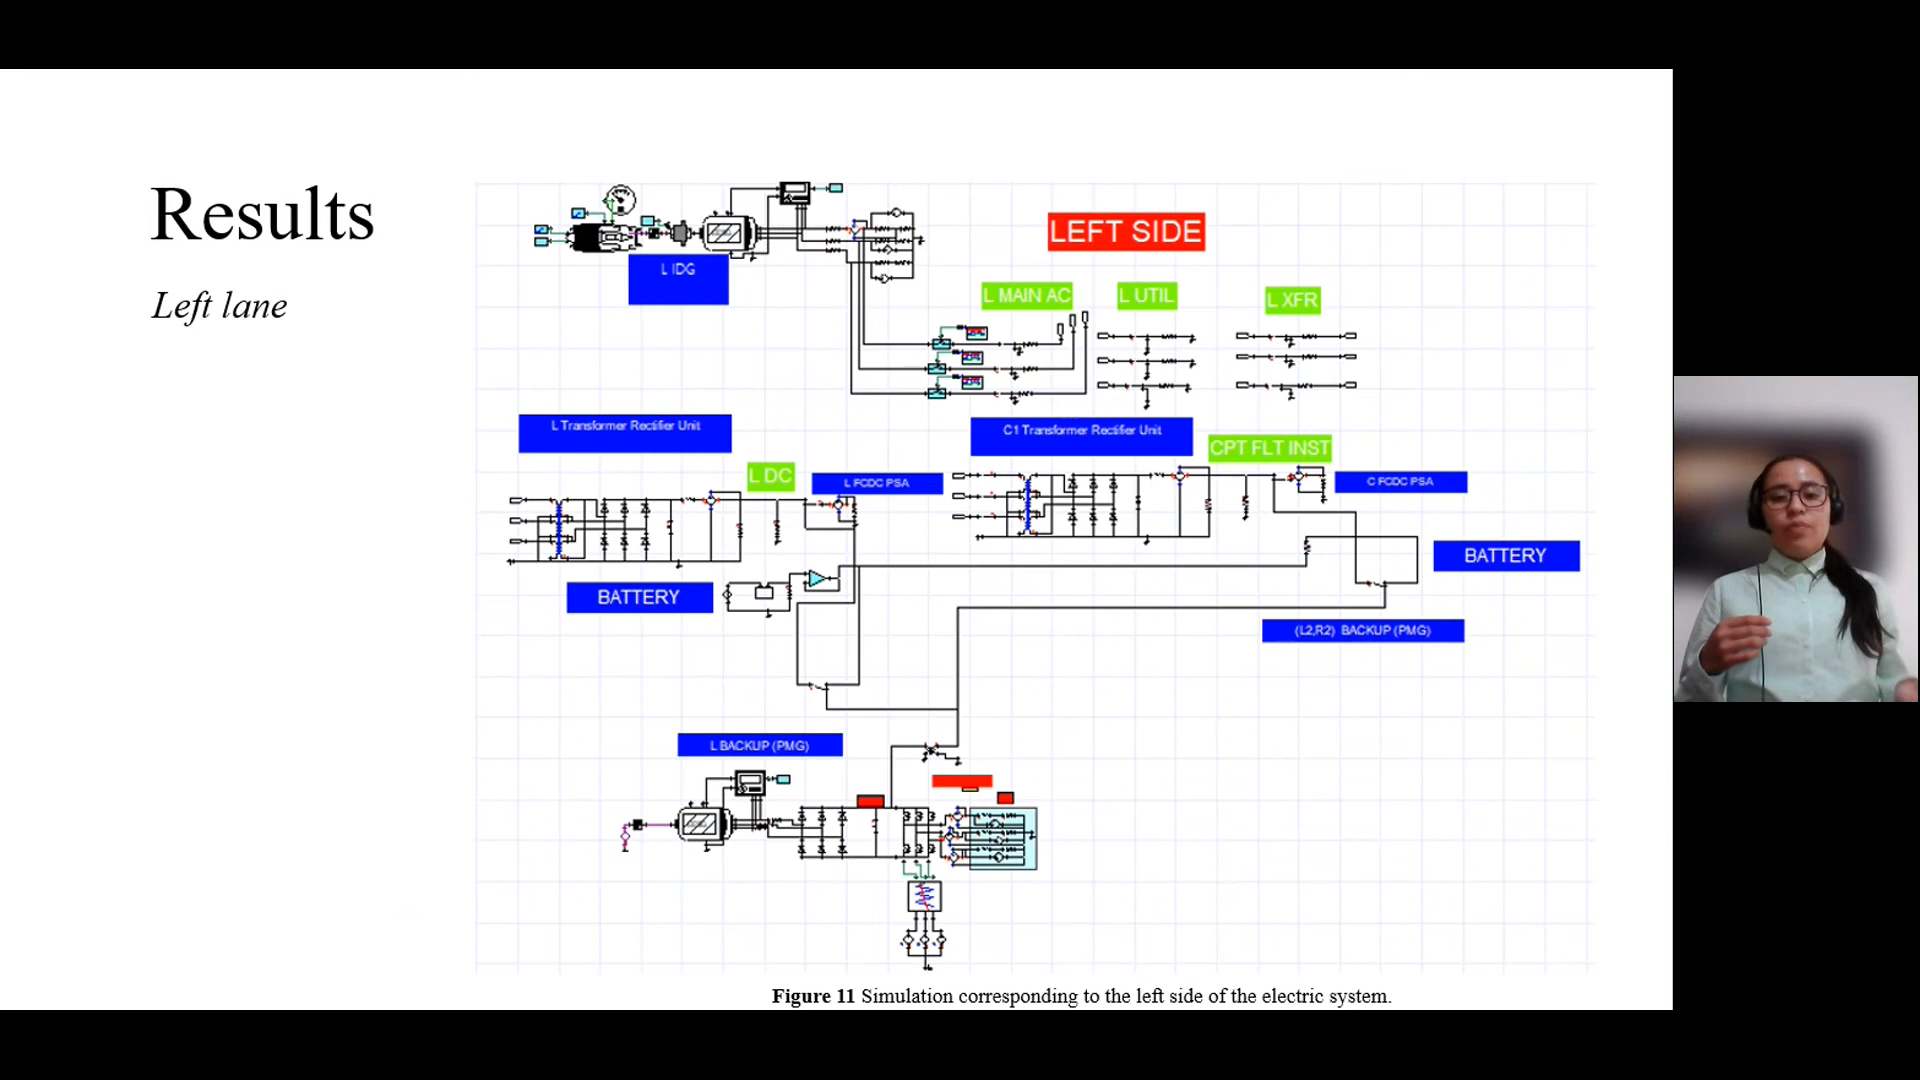 Results
Left lane
LEFT SIDE
L IDG
L MAIN AC
L UTIL
L XFR
L Transformer Rectifier Unit
C1 Transformer Rectifier Unit
CPT FLT INST
L DC
L FCDC PSA
C FCDC PSA
BATTERY
BATTERY
(L2,R2) BACKUP (PMG)
L BACKUP (PMG)
Figure 11 Simulation corresponding to the left side of the electric system.